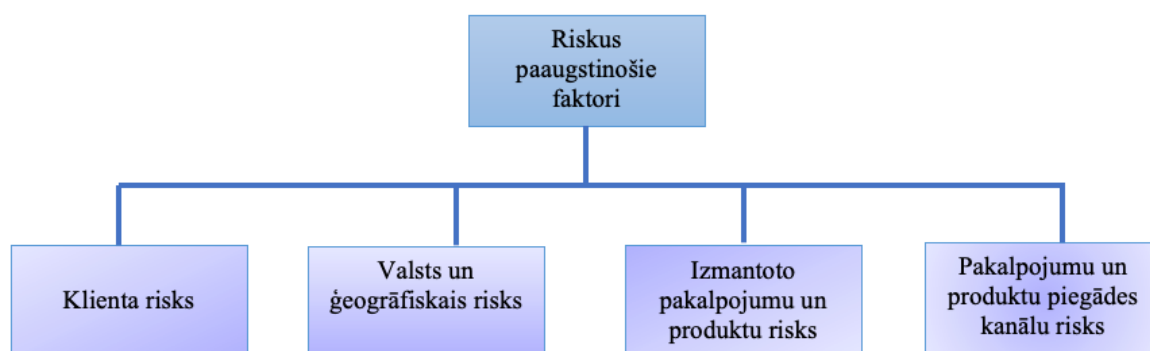 Riskus
paaugstinošie
faktori
Klienta risks
Valsts un
ģeogrāfiskais risks
Izmantoto
pakalpojumu un
produktu risks
Pakalpojumu un
produktu piegādes
kanālu risks